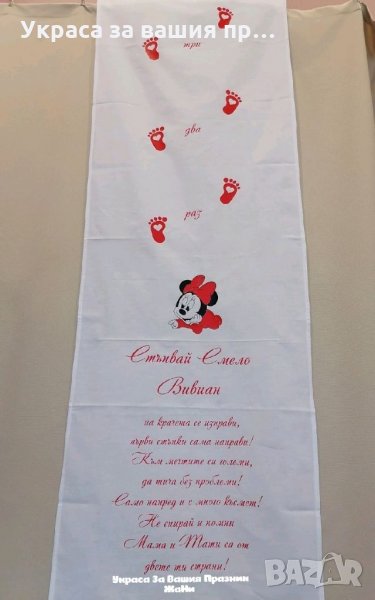 Украса за вашия пр...
три
два
раз
Стъпвай Смело
Вивиан
на крачета се изправи,
първи стъпки сама направи!
Към мечтите си големи,
да тича без проблеми!
Само напред и с много късмет!
Не спирай и помни
Мама и Тати са от
двете ти страни!
Украса За Вашия Празник
ЖаНи
BAZAR